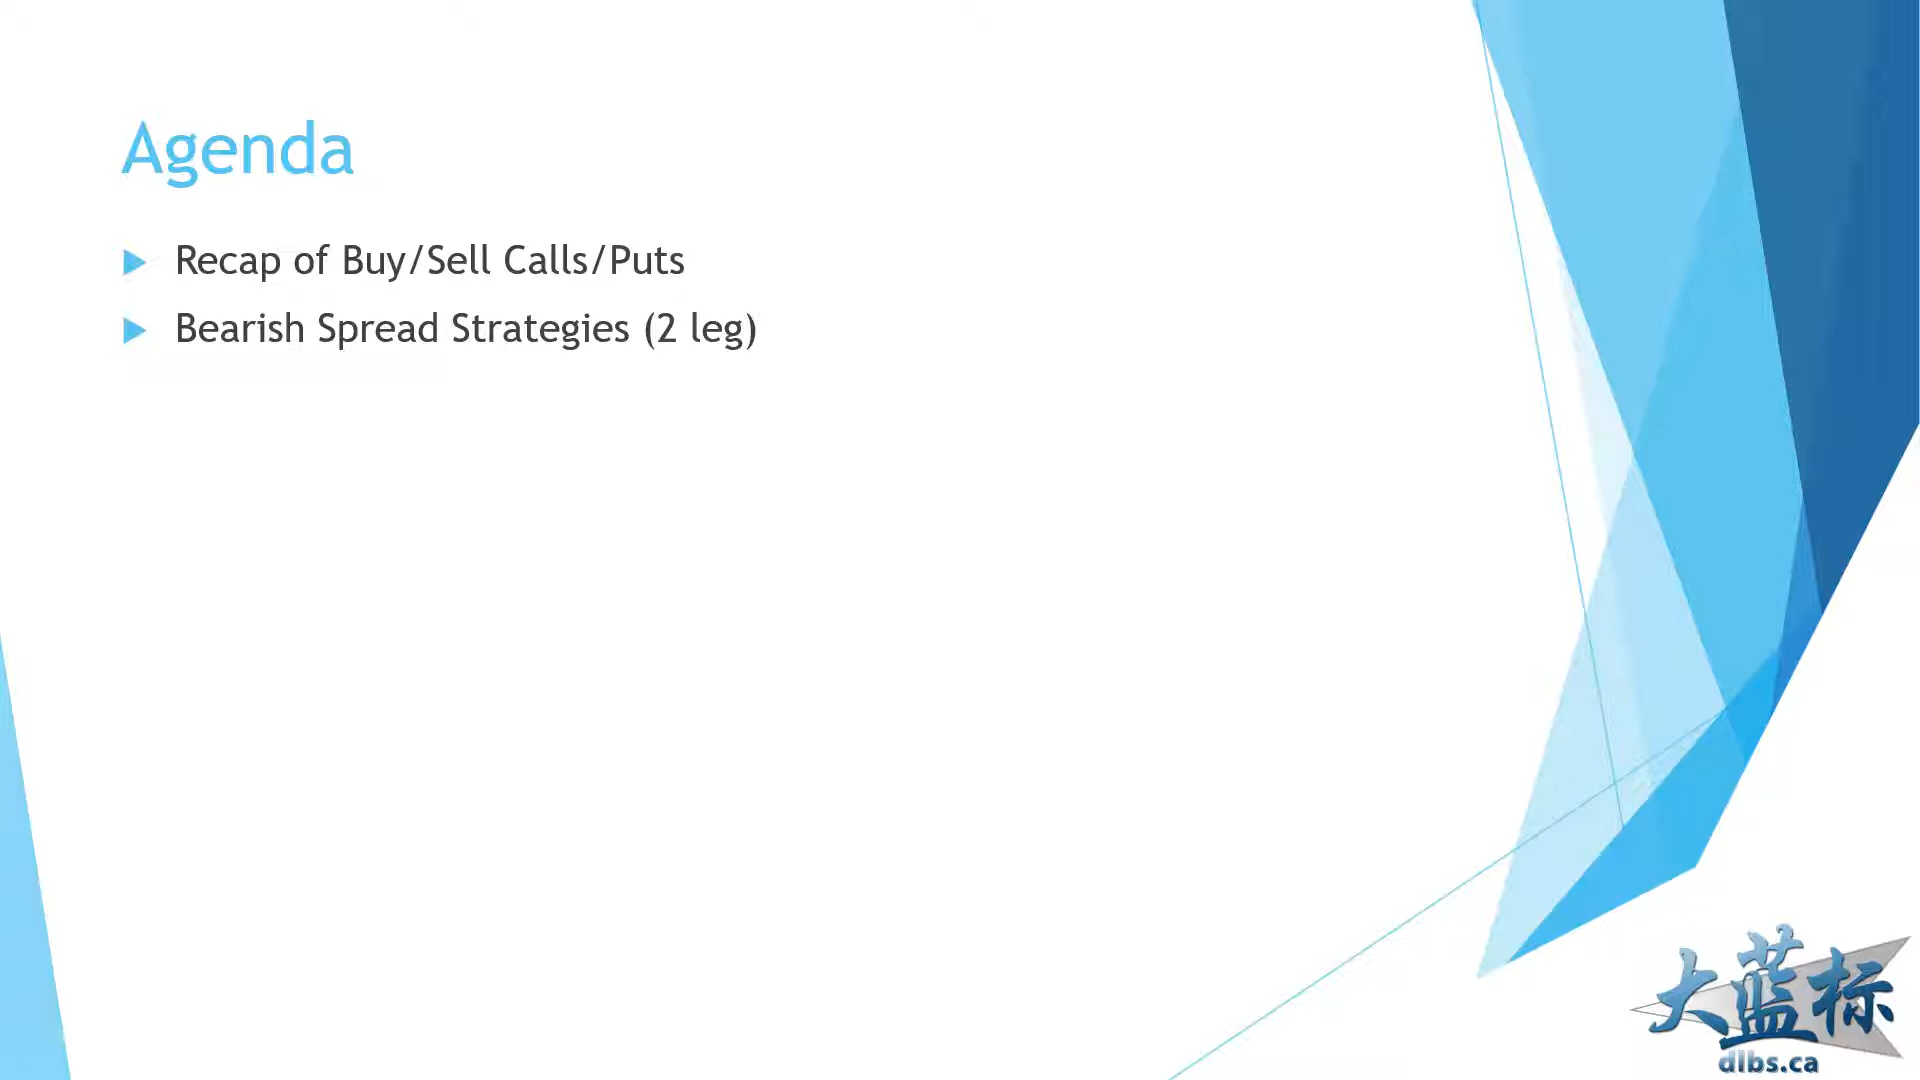 Agenda
Recap of Buy/Sell Calls/Puts
Bearish Spread Strategies (2 leg)
大蓝标
dlbs.ca